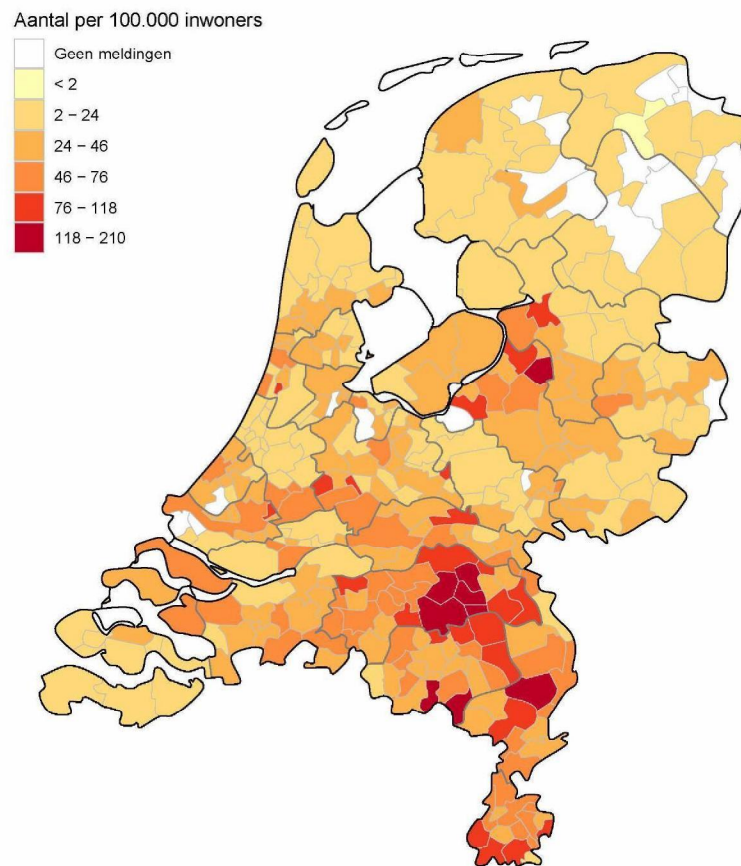 Aantal per 100.000 inwoners
Geen meldingen
< 2
2 − 24
24 − 46
46 − 76
76 − 118
118 − 210